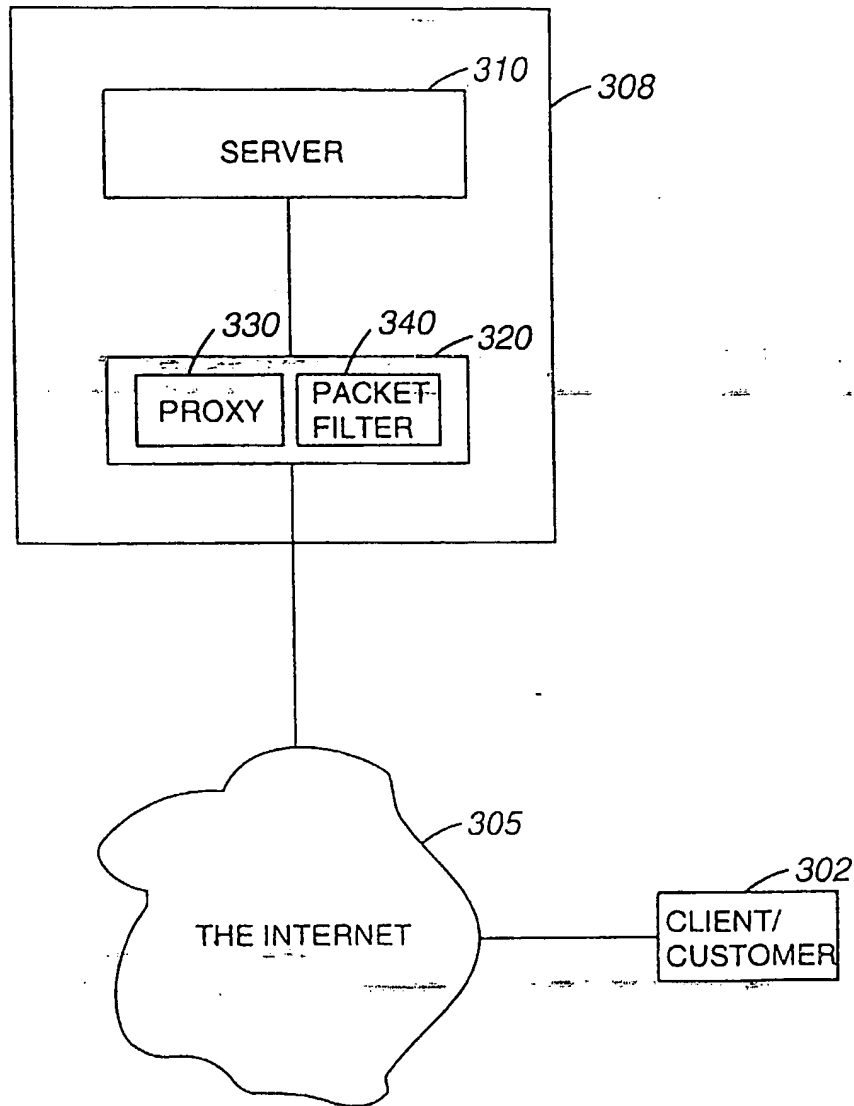 310
308
SERVER
330
340
320
PROXY
PACKET
FILTER
305
302
THE INTERNET
CLIENT/
CUSTOMER